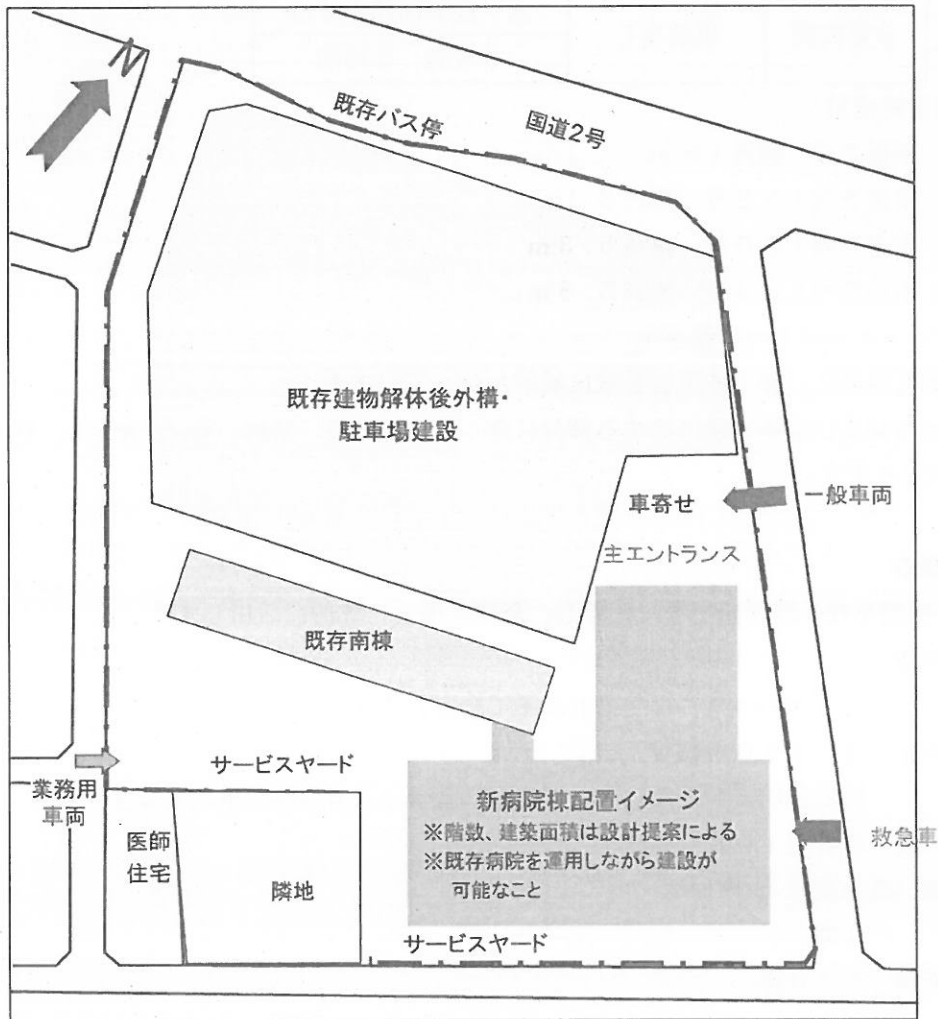 N
既存バス停
国道2号
既存建物解体後外構・
駐車場建設
車寄せ
一般車両
主エントランス
既存南棟
サービスヤード
業務用
車両
新病院棟配置イメージ
※階数、建築面積は設計提案による
※既存病院を運用しながら建設が
可能なこと
救急車
医師
住宅
隣地
サービスヤード